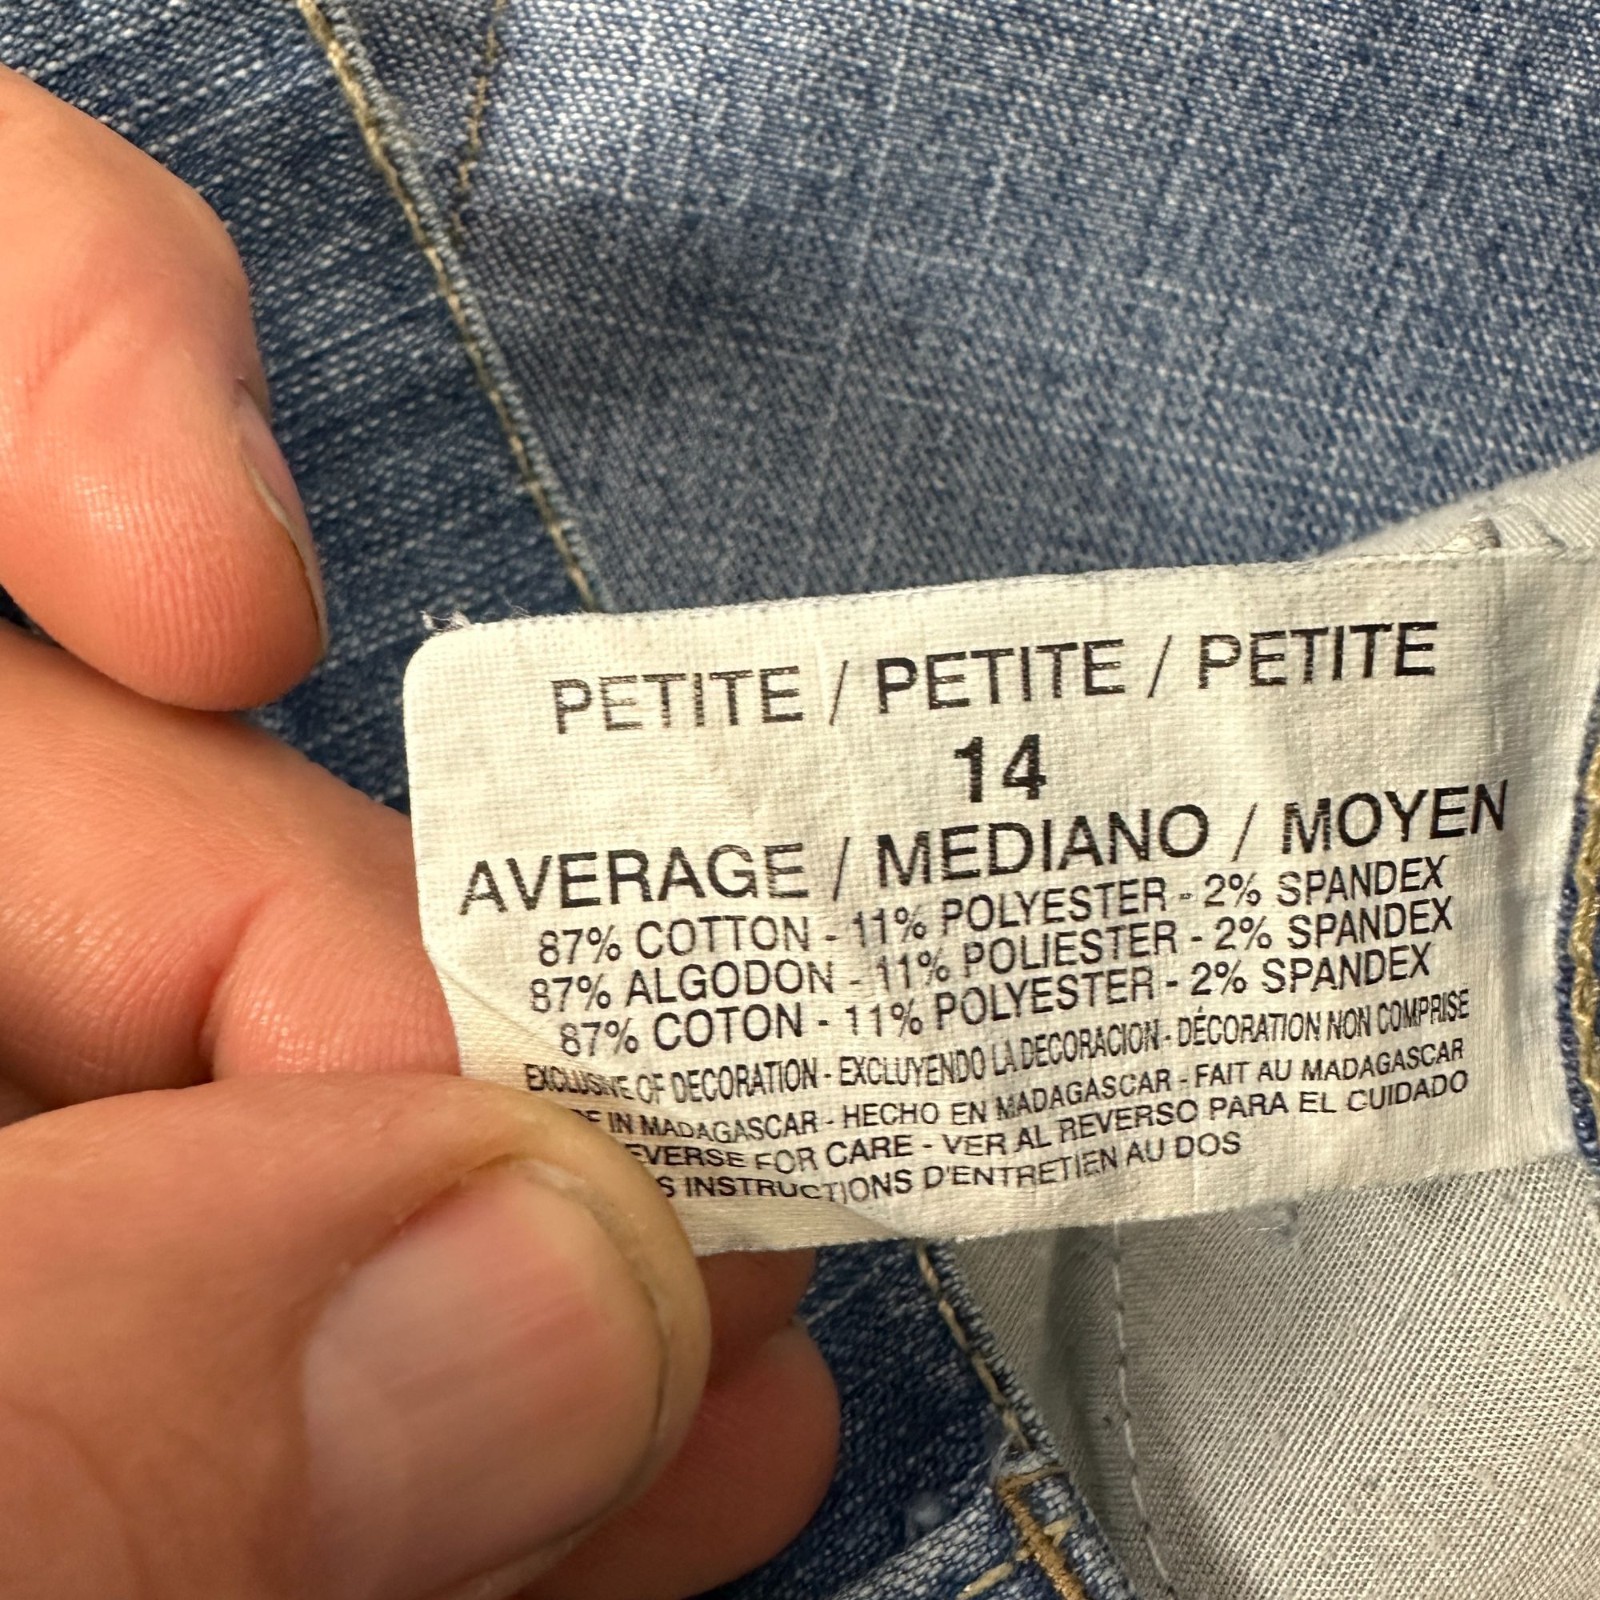 PETITE / PETITE / PETITE
14
AVERAGE / MEDIANO / MOYEN
87% COTTON - 11% POLYESTER - 2% SPANDEX
87% ALGODON - 11% POLIESTER - 2% SPANDEX
87% COTON - 11% POLYESTER - 2% SPANDEX
EXCLUSIVE OF DECORATION - EXCLUYENDO LA DECORACION - DÉCORATION NON COMPRISE
IN MADAGASCAR - HECHO EN MADAGASCAR - FAIT AU MADAGASCAR
FOR CARE - VER AL REVERSO PARA EL CUIDADO
INSTRUCTIONS D'ENTRETIEN AU DOS